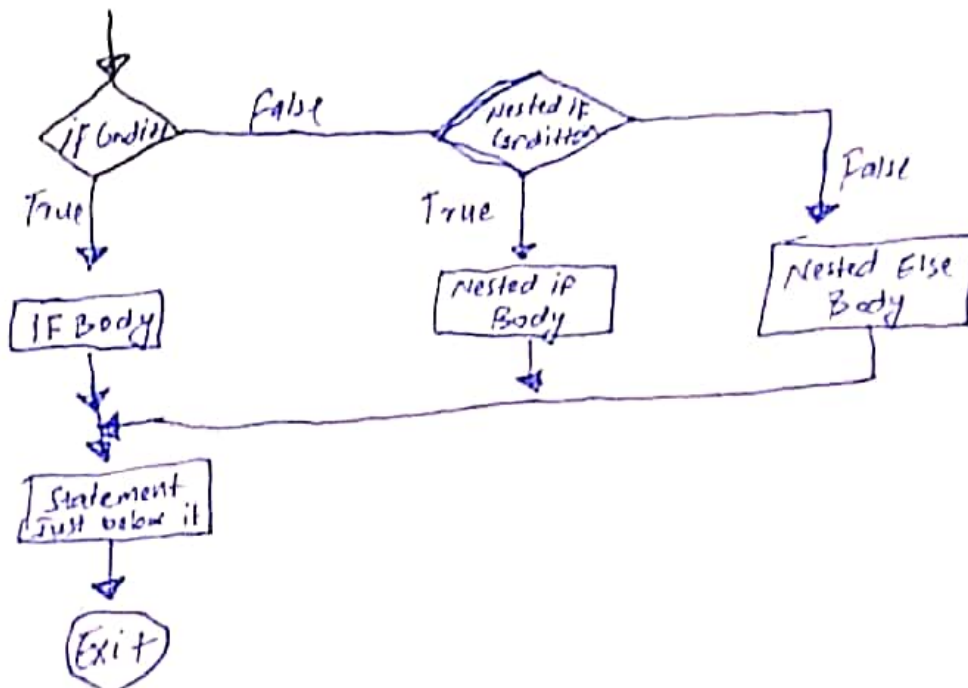 False
if Condit
Nested if
Condition
False
True
True
IF Body
Nested if
Body
Nested Else
Body
Statement
Just below it
Exit